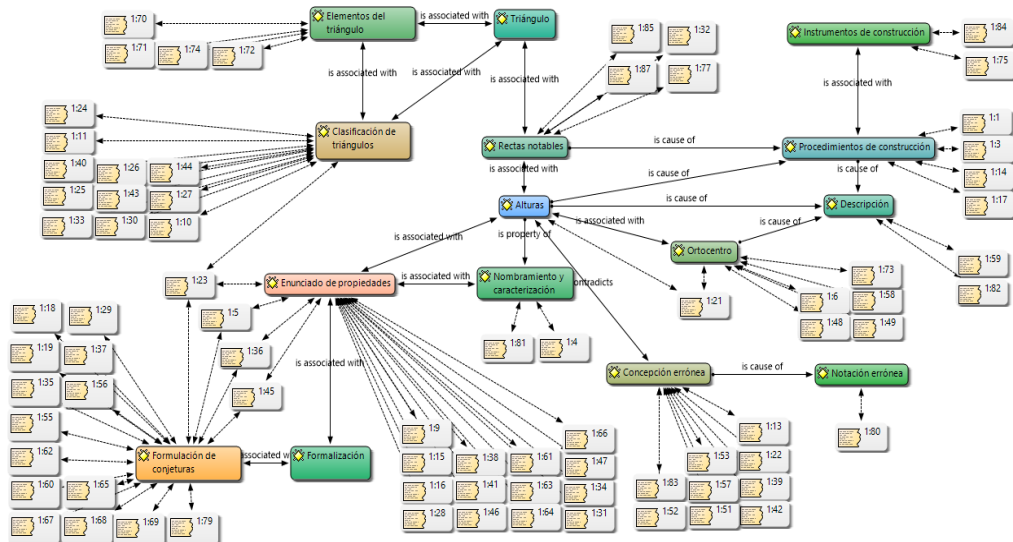 1:70
Elementos del
triángulo
is associated with
Triángulo
1:85
1:32
Instrumentos de construcción
1:84
1:71
1:74
1:72
1:87
1:77
1:75
is associated with
is associated with
is associated with
is associated with
1:24
1:11
Clasificación de
triángulos
Rectas notables
is cause of
Procedimientos de construcción
1:1
1:3
1:40
1:26
1:44
is associated with
is cause of
is cause of
1:14
1:25
1:43
1:27
1:17
1:33
1:30
1:10
Alturas
is cause of
Descripción
is associated with
is property of
is associated with
is cause of
Ortocentro
1:59
1:82
1:23
Enunciado de propiedades
is associated with
Nombramiento y
caracterización
ontradicts
1:73
1:21
1:6
1:58
1:48
1:49
1:18
1:29
1:5
1:81
1:4
1:19
1:37
1:36
is associated with
1:35
1:56
1:45
Concepción errónea
is cause of
Notación errónea
1:55
1:9
1:66
1:13
1:80
1:62
Formulación de
conjeturas
associated w
Formalización
1:15
1:38
1:61
1:47
1:53
1:22
1:60
1:65
1:16
1:41
1:63
1:34
1:83
1:57
1:39
1:67
1:68
1:69
1:79
1:28
1:46
1:64
1:31
1:52
1:51
1:42